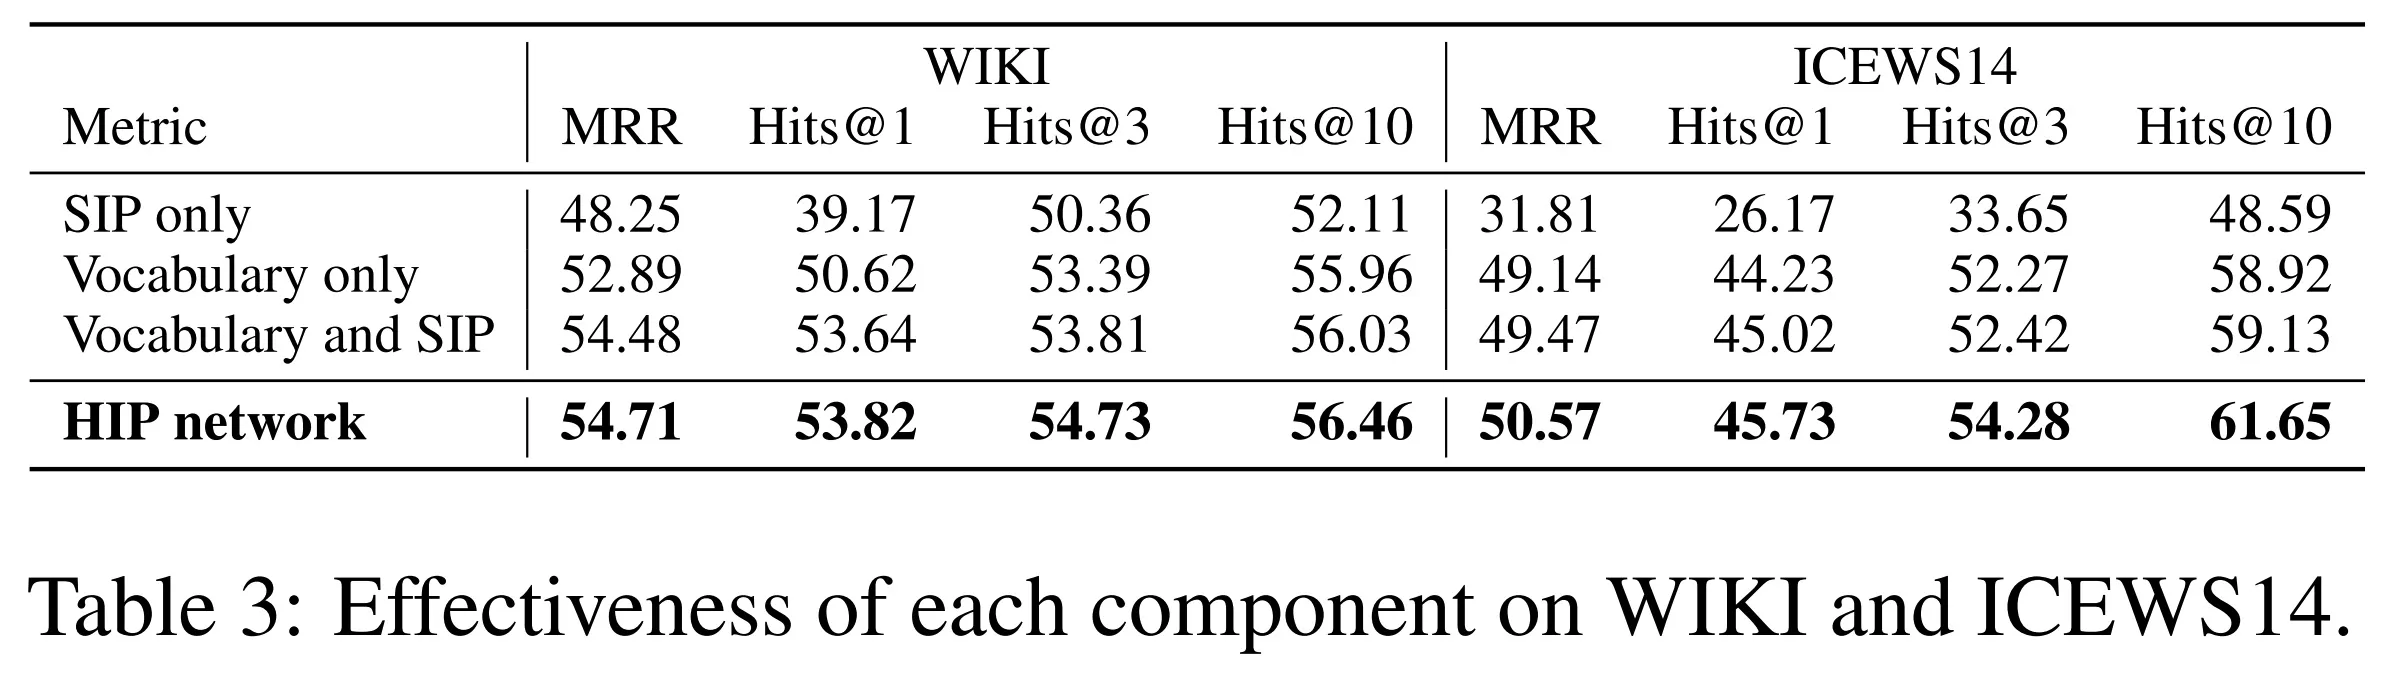 WIKI ICEWS14
Metric MRR Hits@1 Hits@3 Hits@10 MRR Hits@1 Hits@3 Hits@10
SIP only 48.25 39.17 50.36 52.11 31.81 26.17 33.65 48.59
Vocabulary only 52.89 50.62 53.39 55.96 49.14 44.23 52.27 58.92
Vocabulary and SIP 54.48 53.64 53.81 56.03 49.47 45.02 52.42 59.13
HIP network 54.71 53.82 54.73 56.46 50.57 45.73 54.28 61.65
Table 3: Effectiveness of each component on WIKI and ICEWS14.